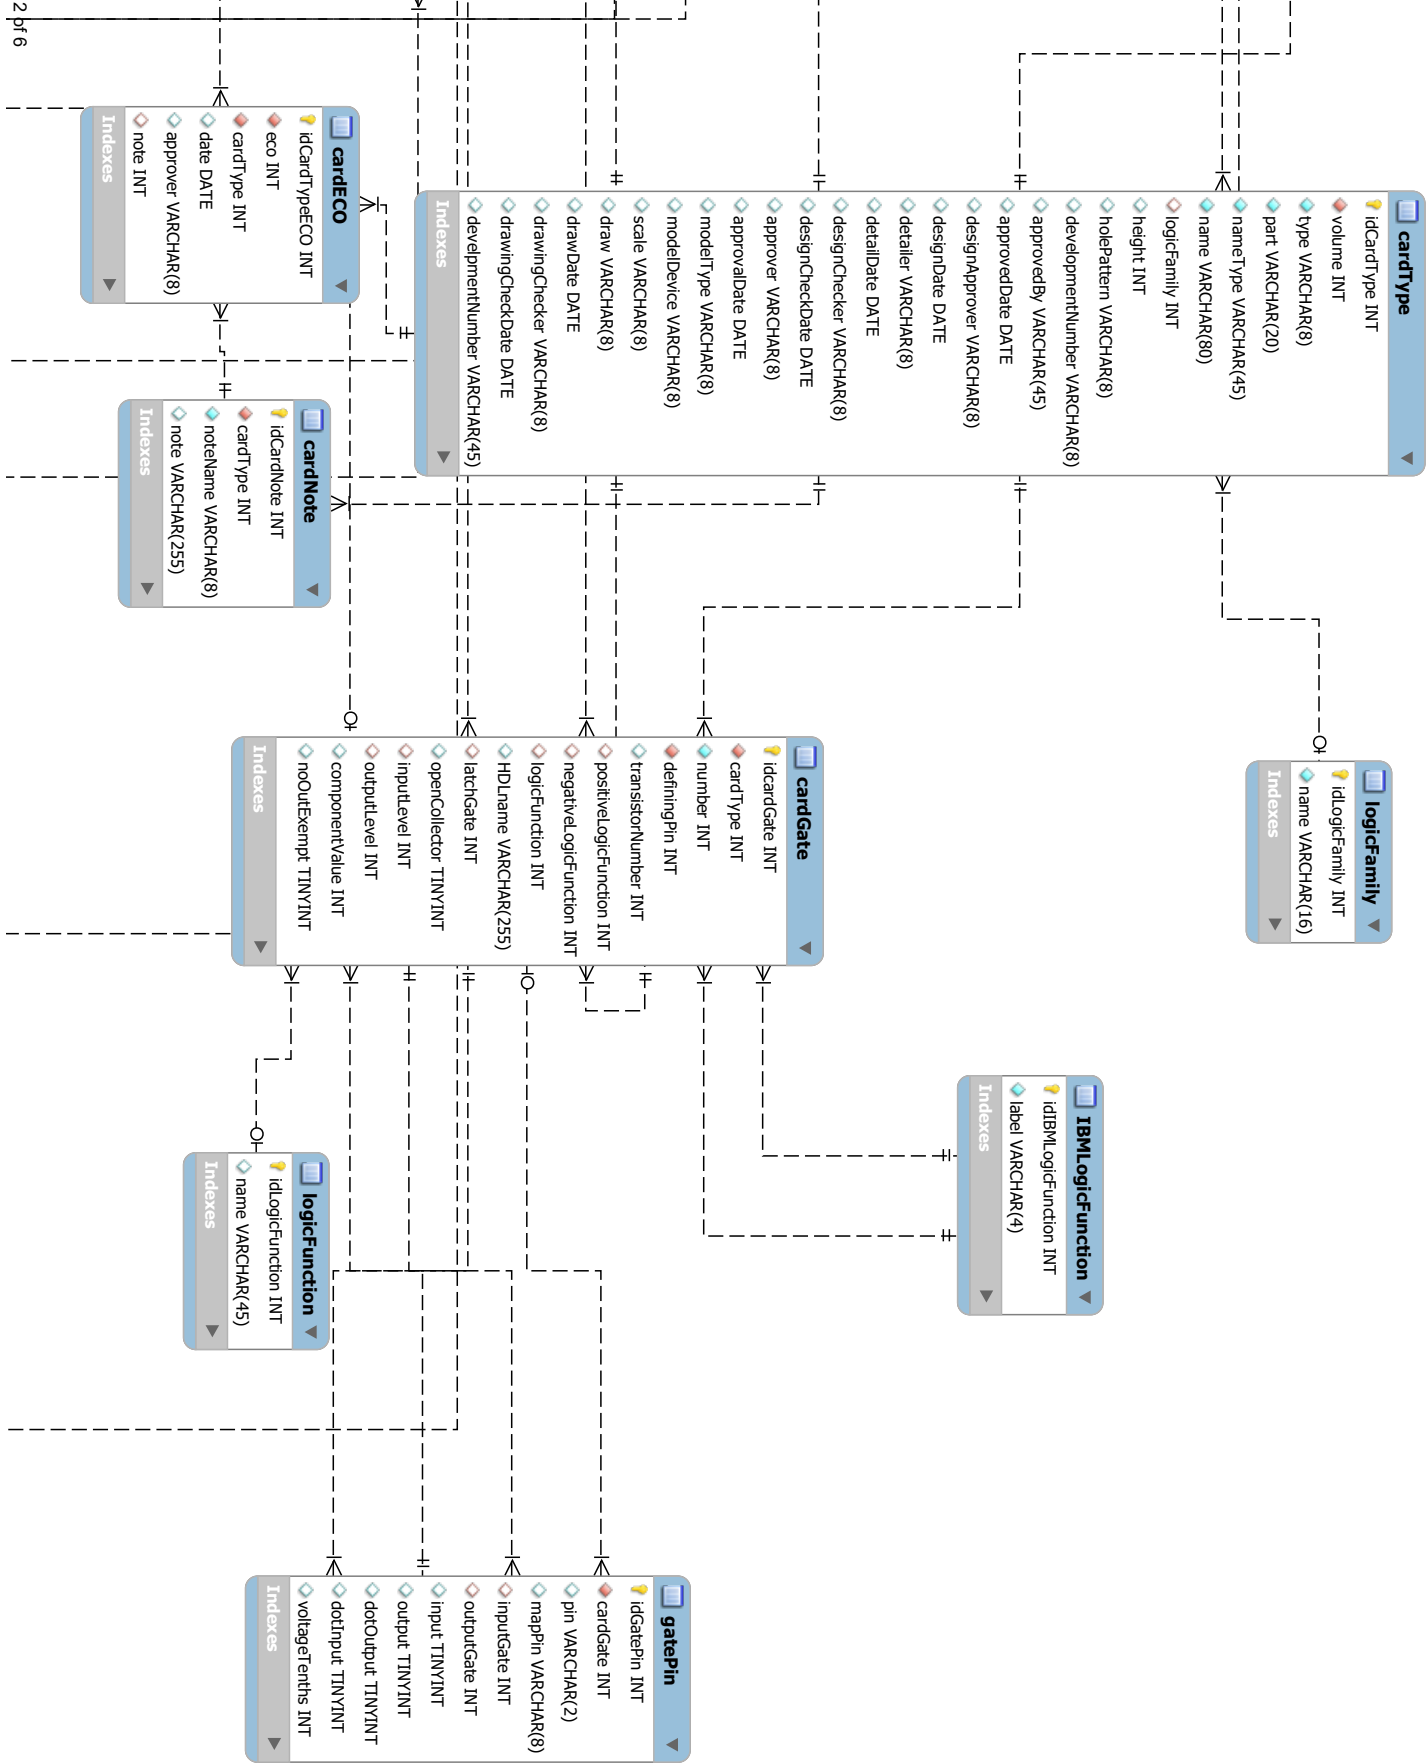 2 of 6
cardType
idCardType INT
volume INT
type VARCHAR(8)
part VARCHAR(20)
nameType VARCHAR(45)
name VARCHAR(80)
logicFamily INT
height INT
holePattern VARCHAR(8)
developmentNumber VARCHAR(8)
approvedBy VARCHAR(45)
approvedDate DATE
designApprover VARCHAR(8)
designDate DATE
detailer VARCHAR(8)
detailDate DATE
designChecker VARCHAR(8)
designCheckDate DATE
approver VARCHAR(8)
approvalDate DATE
modelType VARCHAR(8)
modelDevice VARCHAR(8)
scale VARCHAR(8)
draw VARCHAR(8)
drawDate DATE
drawingChecker VARCHAR(8)
drawingCheckDate DATE
develpmentNumber VARCHAR(45)
Indexes
cardECO
idCardTypeECO INT
eco INT
cardType INT
date DATE
approver VARCHAR(8)
note INT
Indexes
cardNote
idCardNote INT
cardType INT
noteName VARCHAR(8)
note VARCHAR(255)
Indexes
logicFamily
idLogicFamily INT
name VARCHAR(16)
Indexes
cardGate
idcardGate INT
cardType INT
number INT
definingPin INT
transistorNumber INT
positiveLogicFunction INT
negativeLogicFunction INT
logicFunction INT
HDLname VARCHAR(255)
latchGate INT
openCollector TINYINT
inputLevel INT
outputLevel INT
componentValue INT
noOutExempt TINYINT
Indexes
IBMLogicFunction
idIBMLogicFunction INT
label VARCHAR(4)
Indexes
logicFunction
idLogicFunction INT
name VARCHAR(45)
Indexes
gatePin
idGatePin INT
cardGate INT
pin VARCHAR(2)
mapPin VARCHAR(8)
inputGate INT
outputGate INT
input TINYINT
output TINYINT
dotOutput TINYINT
dotInput TINYINT
voltageTenths INT
Indexes